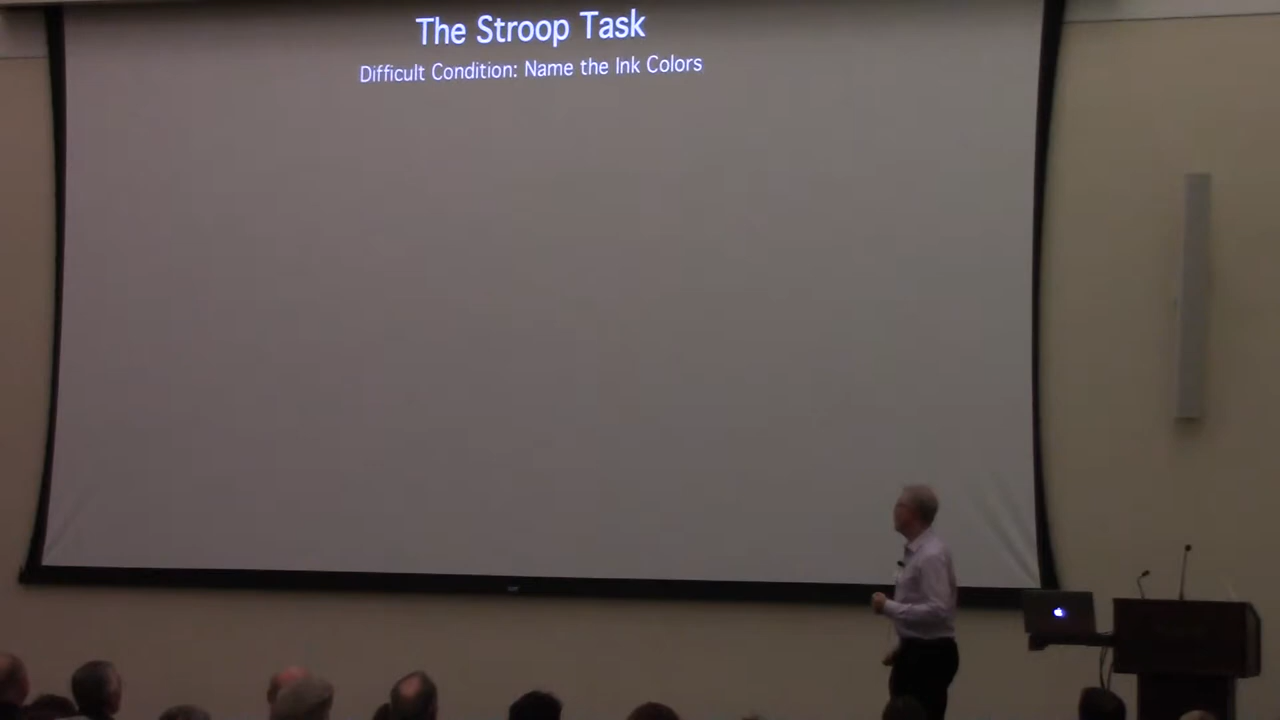 The Stroop Task
Difficult Condition: Name the Ink Colors